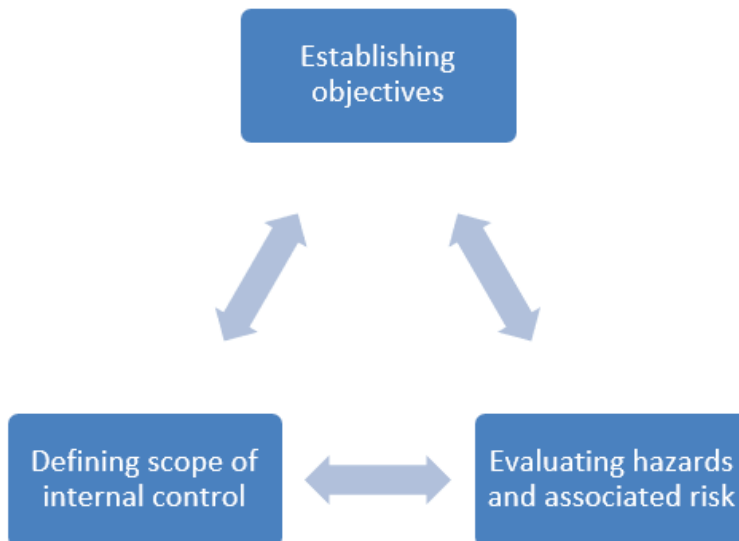 Establishing
objectives
Defining scope of
internal control
Evaluating hazards
and associated risk